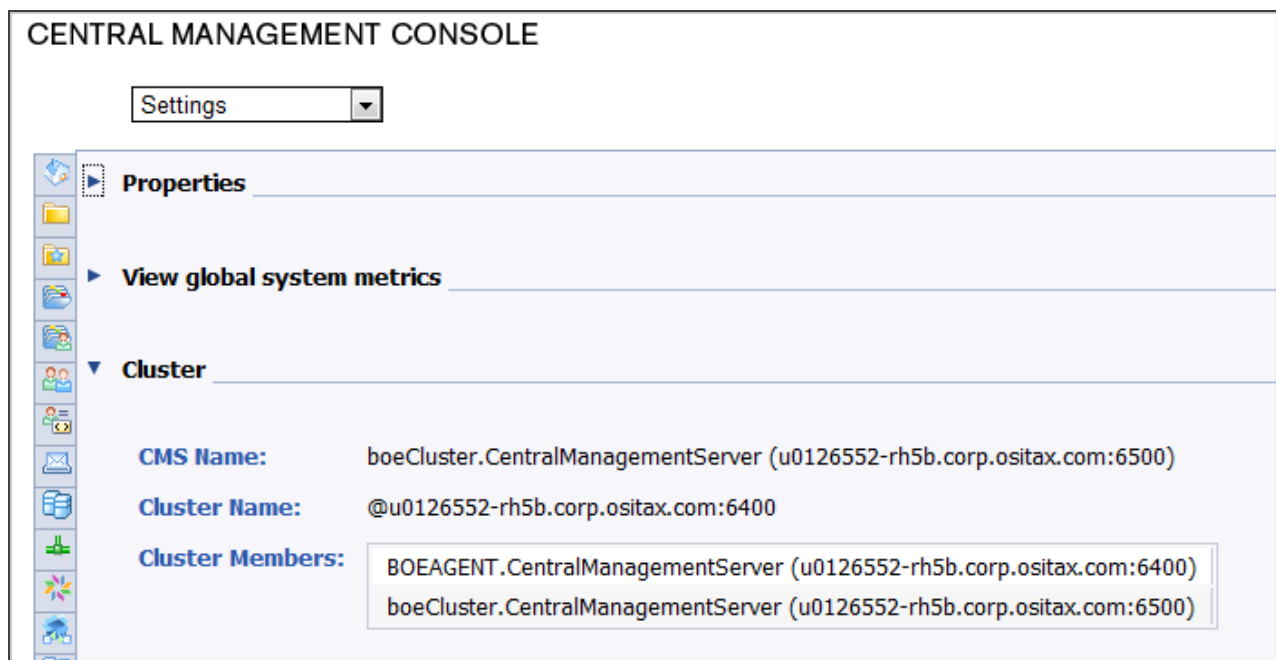 CENTRAL MANAGEMENT CONSOLE
Settings
Properties
View global system metrics
Cluster
CMS Name: boeCluster.CentralManagementServer (u0126552-rh5b.corp.ositax.com:6500)
Cluster Name: @u0126552-rh5b.corp.ositax.com:6400
Cluster Members: BOEAGENT.CentralManagementServer (u0126552-rh5b.corp.ositax.com:6400)
boeCluster.CentralManagementServer (u0126552-rh5b.corp.ositax.com:6500)